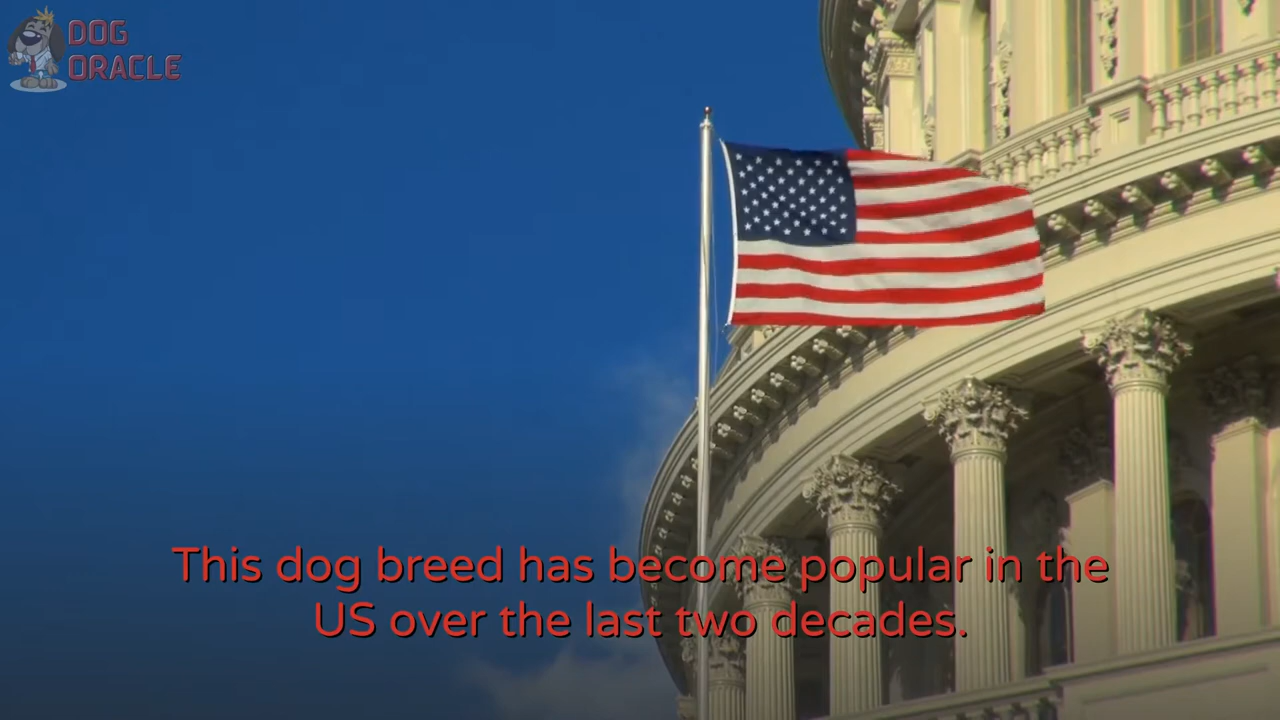 DOG
ORACLE
This dog breed has become popular in the
US over the last two decades.